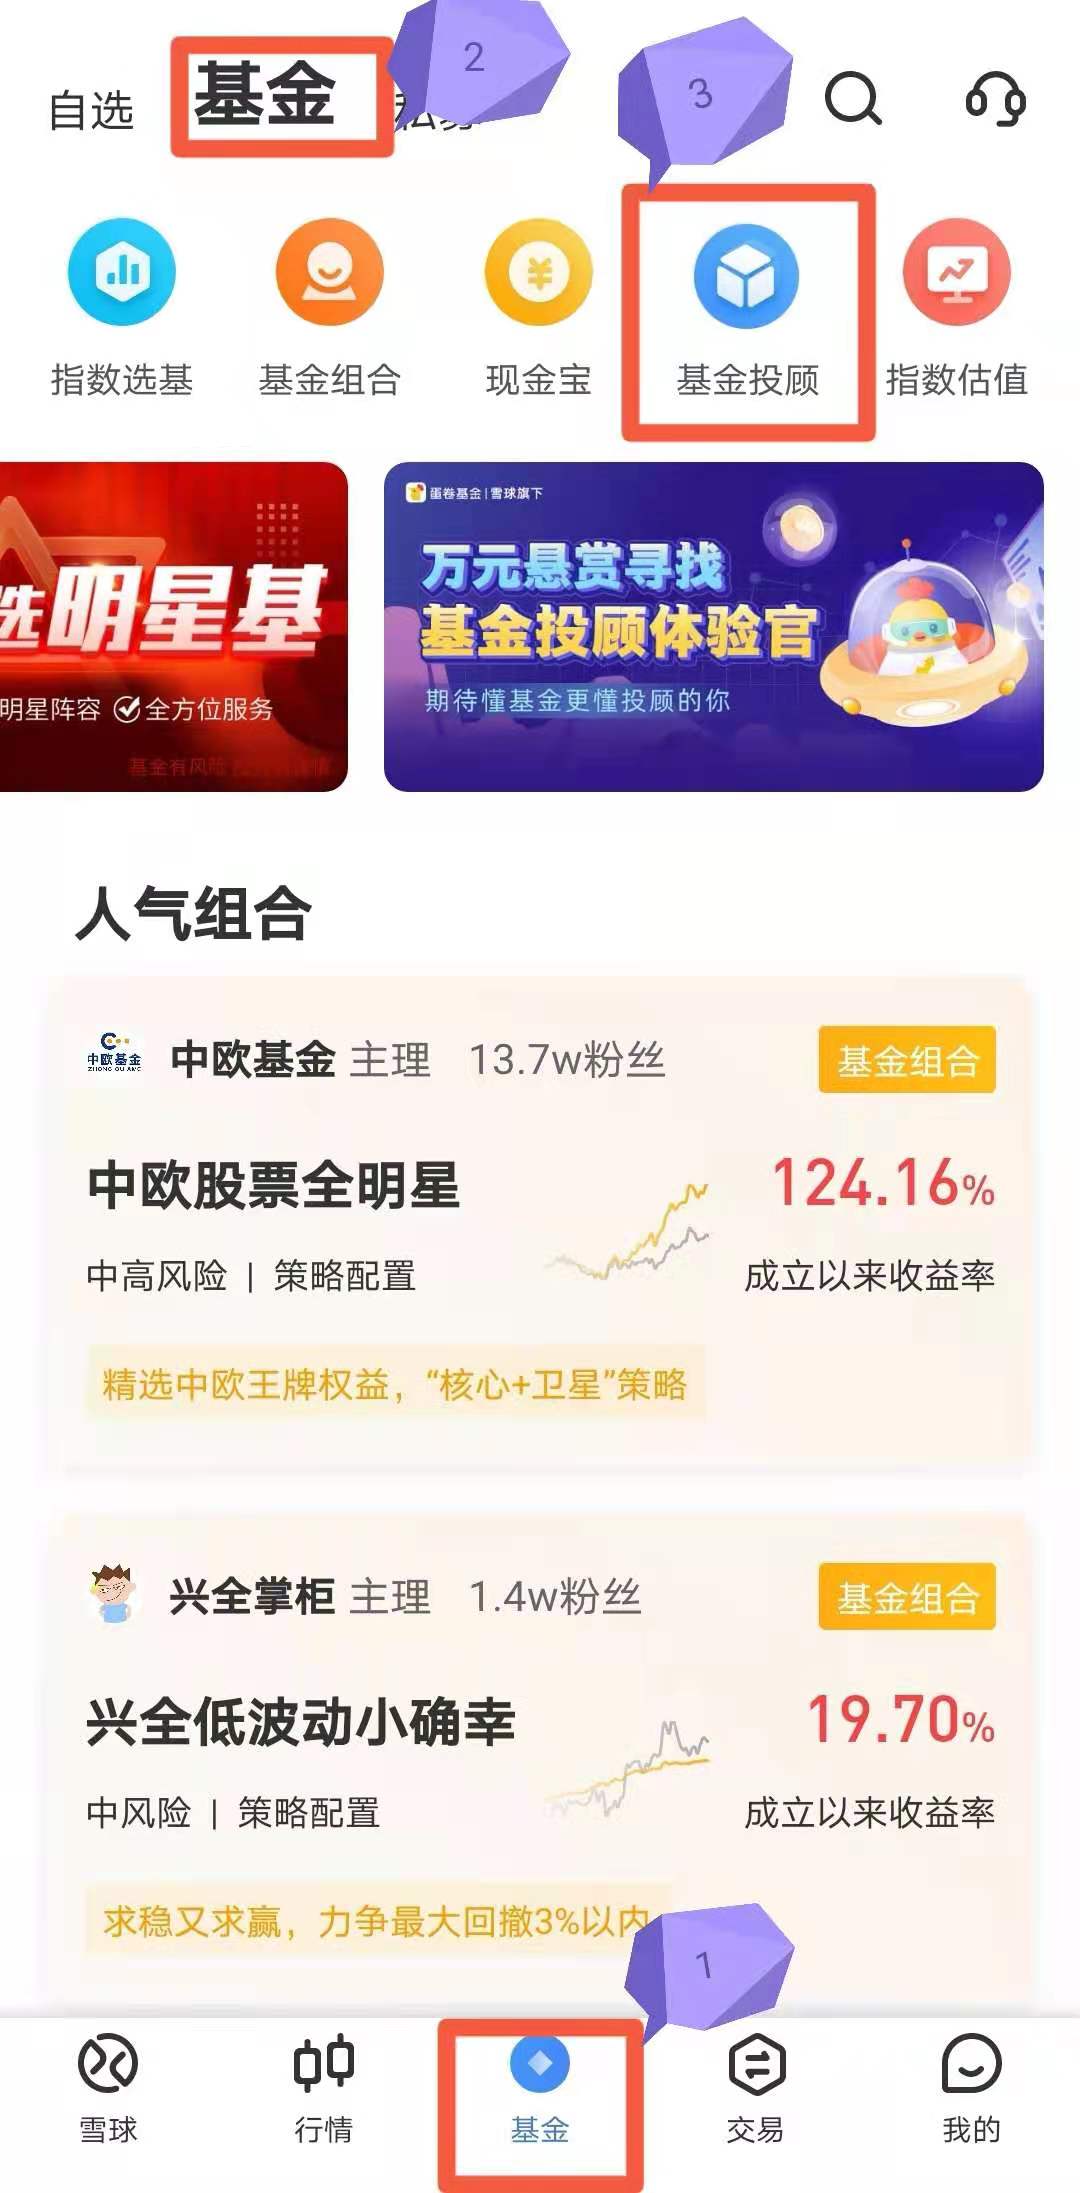 自选 基金 私募
2
3
指数选基 基金组合 现金宝 基金投顾 指数估值
选明星基
明星阵容 全方位服务
基金有风险
蛋卷基金 | 雪球旗下
万元悬赏寻找
基金投顾体验官
期待懂基金更懂投顾的你
人气组合
中欧基金
ZHONG OU AMC
中欧基金 主理 13.7w粉丝 基金组合
中欧股票全明星 124.16%
中高风险 | 策略配置 成立以来收益率
精选中欧王牌权益，“核心+卫星”策略
兴全掌柜 主理 1.4w粉丝 基金组合
兴全低波动小确幸 19.70%
中风险 | 策略配置 成立以来收益率
求稳又求赢，力争最大回撤3%以内
1
雪球 行情 基金 交易 我的